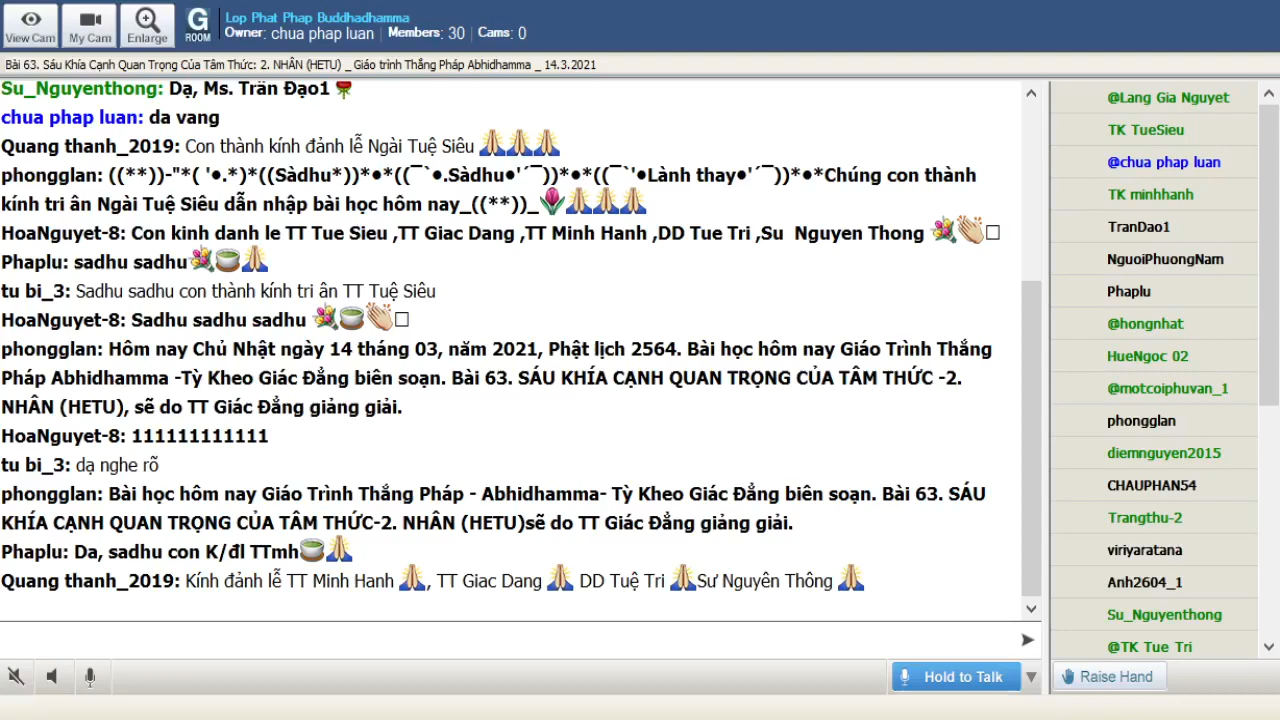 View Cam
My Cam
Enlarge
G
ROOM
Lop Phat Phap Buddhadhamma
Owner: chua phap luan | Members: 30 | Cams: 0
Bài 63. Sáu Khía Cạnh Quan Trọng Của Tâm Thức: 2. NHÂN (HETU) _ Giáo trình Thắng Pháp Abhidhamma _ 14.3.2021
Su_Nguyenthong: Dạ, Ms. Trần Đạo1 🌹
chua phap luan: da vang
Quang thanh_2019: Con thành kính đảnh lễ Ngài Tuệ Siêu 🙏🙏🙏
phongglan: ((**))-"*( '●.*)*((Sàdhu*))*●*((¯`●.Sàdhu●'´¯))*●*((¯`'●Lành thay●'´¯))*●*Chúng con thành
kính tri ân Ngài Tuệ Siêu dẫn nhập bài học hôm nay_((**))_🌷🙏🙏🙏
HoaNguyet-8: Con kinh danh le TT Tue Sieu ,TT Giac Dang ,TT Minh Hanh ,DD Tue Tri ,Su  Nguyen Thong 💐👏□
Phaplu: sadhu sadhu💐🍵🙏
tu bi_3: Sadhu sadhu con thành kính tri ân TT Tuệ Siêu
HoaNguyet-8: Sadhu sadhu sadhu 💐🍵👏□
phongglan: Hôm nay Chủ Nhật ngày 14 tháng 03, năm 2021, Phật lịch 2564. Bài học hôm nay Giáo Trình Thắng
Pháp Abhidhamma -Tỳ Kheo Giác Đẳng biên soạn. Bài 63. SÁU KHÍA CẠNH QUAN TRỌNG CỦA TÂM THỨC -2.
NHÂN (HETU), sẽ do TT Giác Đẳng giảng giải.
HoaNguyet-8: 111111111111
tu bi_3: dạ nghe rõ
phongglan: Bài học hôm nay Giáo Trình Thắng Pháp - Abhidhamma- Tỳ Kheo Giác Đẳng biên soạn. Bài 63. SÁU
KHÍA CẠNH QUAN TRỌNG CỦA TÂM THỨC-2. NHÂN (HETU)sẽ do TT Giác Đẳng giảng giải.
Phaplu: Da, sadhu con K/đl TTmh🍵🙏
Quang thanh_2019: Kính đảnh lễ TT Minh Hanh 🙏, TT Giac Dang 🙏 DD Tuệ Tri 🙏Sư Nguyên Thông 🙏
Hold to Talk
@Lang Gia Nguyet
TK TueSieu
@chua phap luan
TK minhhanh
TranDao1
NguoiPhuongNam
Phaplu
@hongnhat
HueNgoc 02
@motcoiphuvan_1
phongglan
diemnguyen2015
CHAUPHAN54
Trangthu-2
viriyaratana
Anh2604_1
Su_Nguyenthong
@TK Tue Tri
Raise Hand